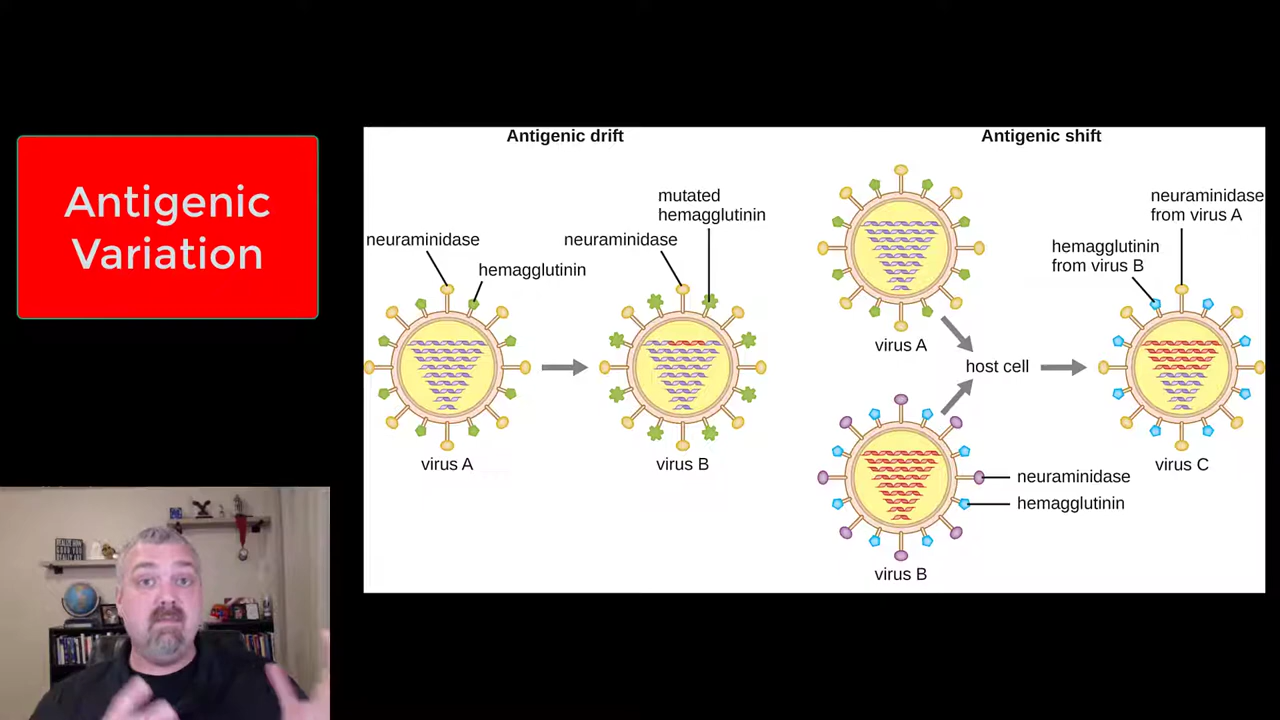 Antigenic
Variation
Antigenic drift
neuraminidase
hemagglutinin
virus A
neuraminidase
mutated
hemagglutinin
virus B
Antigenic shift
virus A
host cell
virus B
neuraminidase
hemagglutinin
hemagglutinin
from virus B
neuraminidase
from virus A
virus C